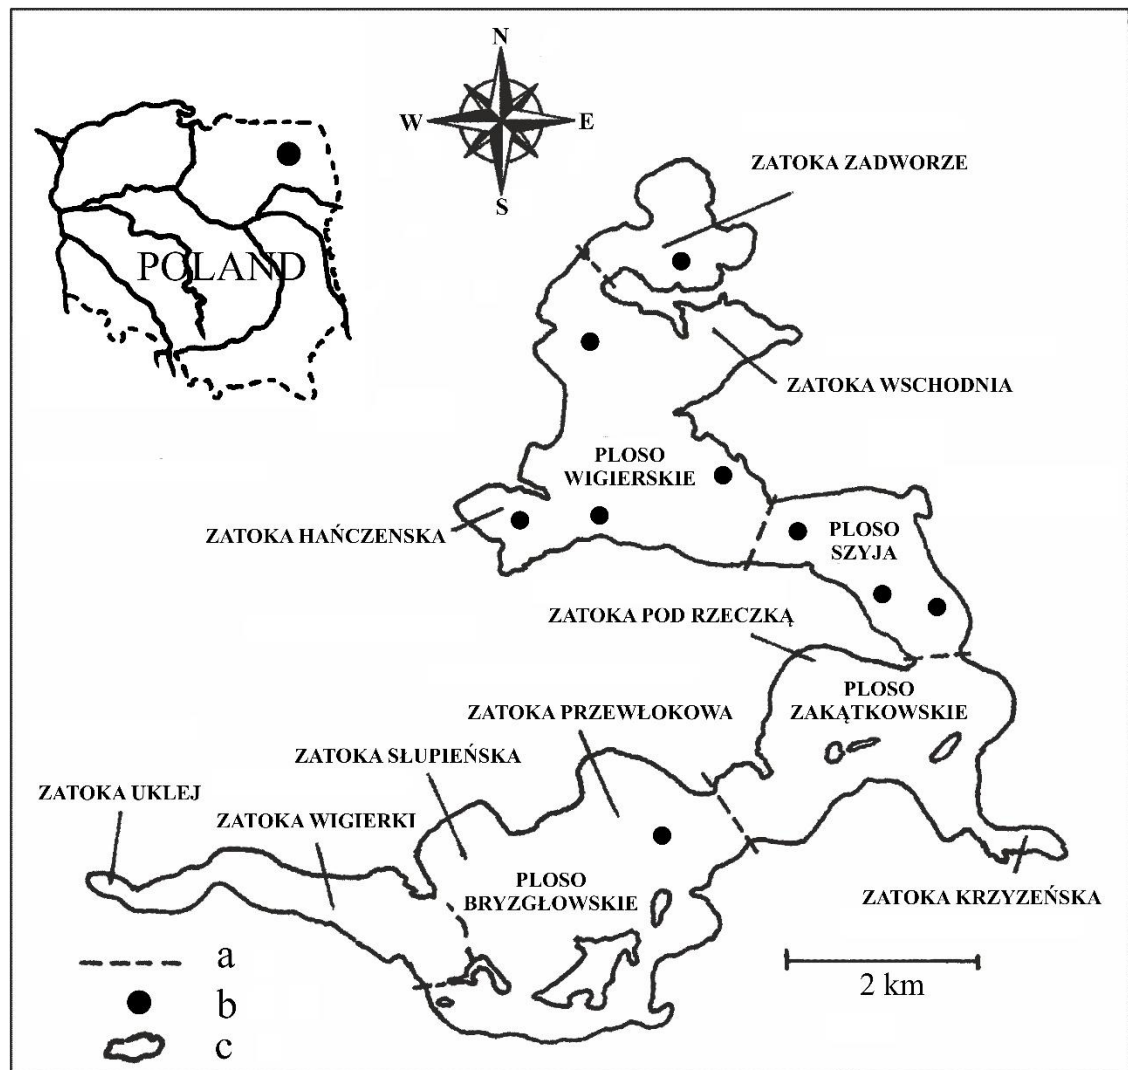 N
W
E
S
POLAND
ZATOKA ZADWORZE
ZATOKA WSCHODNIA
PLOSO
WIGIERSKIE
ZATOKA HAŃCZENSKA
PLOSO
SZYJA
ZATOKA POD RZECZKĄ
PLOSO
ZAKĄTKOWSKIE
ZATOKA PRZEWŁOKOWA
ZATOKA SŁUPIEŃSKA
ZATOKA UKLEJ
ZATOKA WIGIERKI
PLOSO
BRYZGŁOWSKIE
ZATOKA KRZYZEŃSKA
a
b
c
2 km